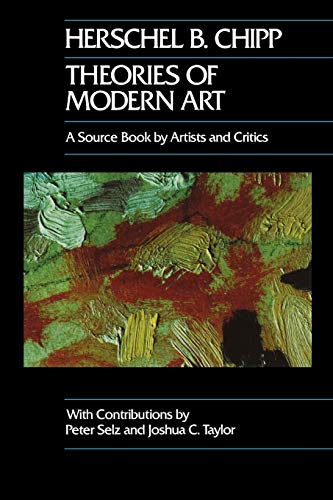 HERSCHEL B. CHIPP
THEORIES OF
MODERN ART
A Source Book by Artists and Critics
With Contributions by
Peter Selz and Joshua C. Taylor